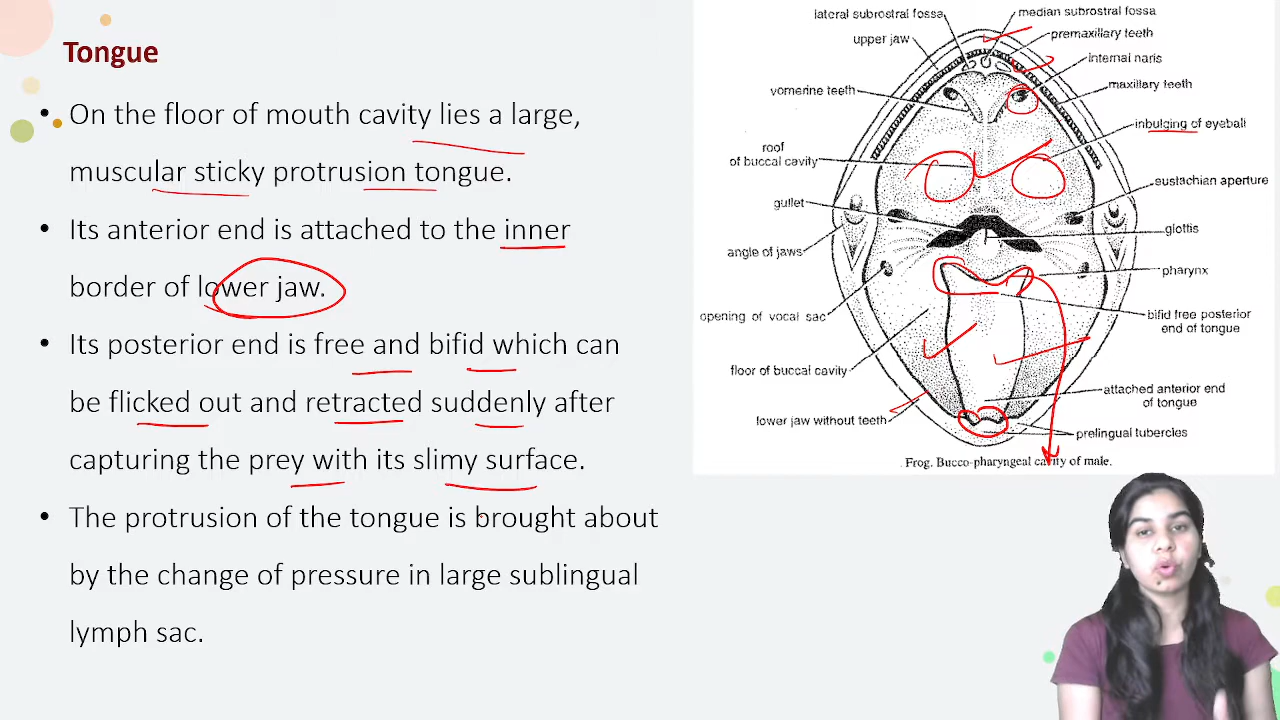 Tongue
• On the floor of mouth cavity lies a large,
muscular sticky protrusion tongue.
• Its anterior end is attached to the inner
border of lower jaw.
• Its posterior end is free and bifid which can
be flicked out and retracted suddenly after
capturing the prey with its slimy surface.
• The protrusion of the tongue is brought about
by the change of pressure in large sublingual
lymph sac.
lateral subrostral fossa
upper jaw
vomerine teeth
roof
of buccal cavity
gullet
angle of jaws
opening of vocal sac
floor of buccal cavity
lower jaw without teeth
median subrostral fossa
premaxillary teeth
internal naris
maxillary teeth
inbulging of eyeball
eustachian aperture
glottis
pharynx
bifid free posterior
end of tongue
attached anterior end
of tongue
prelingual tubercles
Frog. Bucco-pharyngeal cavity of male.